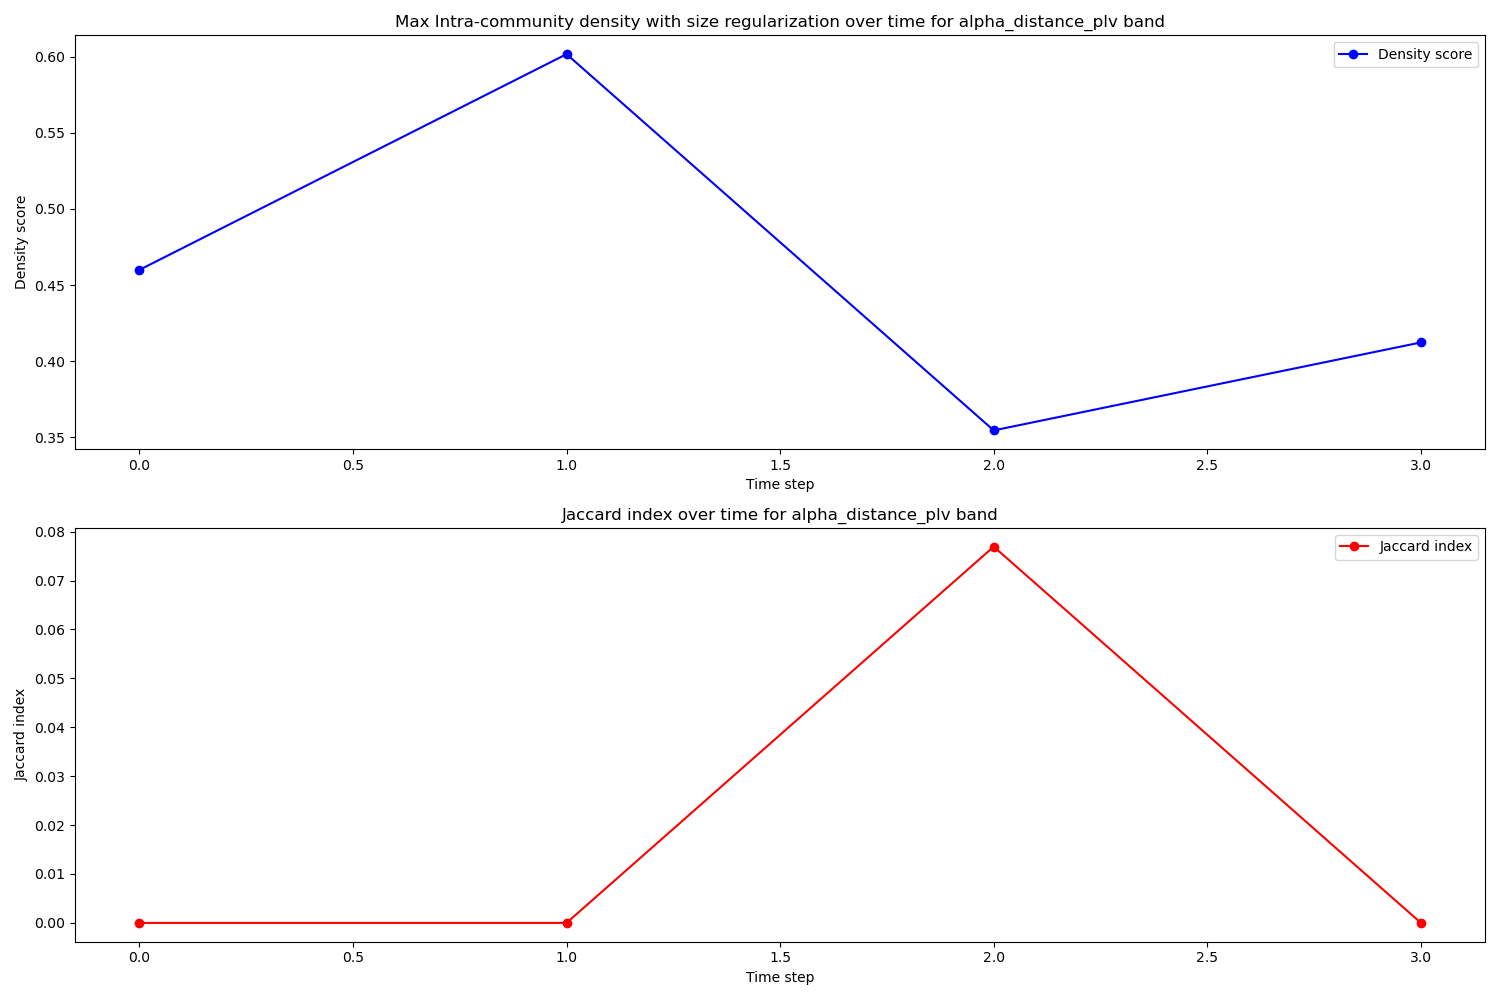 Max Intra-community density with size regularization over time for alpha_distance_plv band
Density score
0.60
0.55
0.50
0.45
0.40
0.35
Density score
0.0 0.5 1.0 1.5 2.0 2.5 3.0
Time step
Jaccard index over time for alpha_distance_plv band
Jaccard index
0.08
0.07
0.06
0.05
0.04
0.03
0.02
0.01
0.00
Jaccard index
0.0 0.5 1.0 1.5 2.0 2.5 3.0
Time step